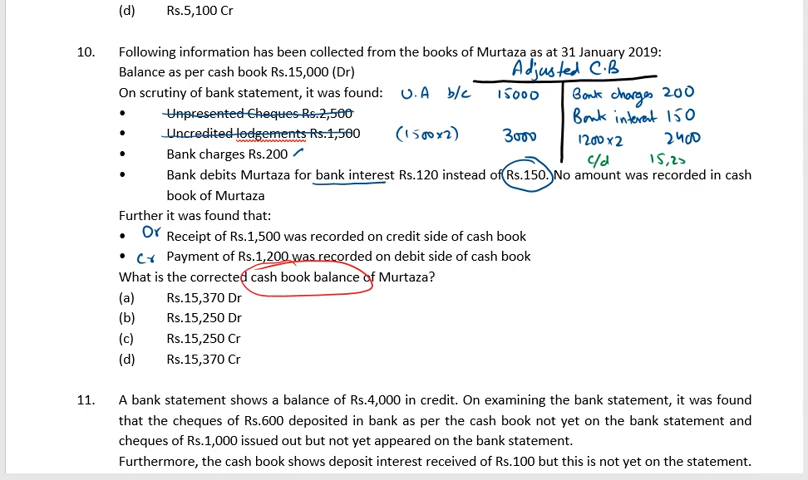 (d) Rs.5,100 Cr
10. Following information has been collected from the books of Murtaza as at 31 January 2019:
Balance as per cash book Rs.15,000 (Dr) Adjusted C.B
On scrutiny of bank statement, it was found: U.A b/c 15000 Bank charges 200
• Unpresented Cheques Rs.2,500 Bank interest 150
• Uncredited lodgements Rs.1,500 (1500x2) 3000 1200x2 2400
• Bank charges Rs.200 c/d 15,25
• Bank debits Murtaza for bank interest Rs.120 instead of Rs.150. No amount was recorded in cash
book of Murtaza
Further it was found that:
• Dr Receipt of Rs.1,500 was recorded on credit side of cash book
• Cr Payment of Rs.1,200 was recorded on debit side of cash book
What is the corrected cash book balance of Murtaza?
(a) Rs.15,370 Dr
(b) Rs.15,250 Dr
(c) Rs.15,250 Cr
(d) Rs.15,370 Cr
11. A bank statement shows a balance of Rs.4,000 in credit. On examining the bank statement, it was found
that the cheques of Rs.600 deposited in bank as per the cash book not yet on the bank statement and
cheques of Rs.1,000 issued out but not yet appeared on the bank statement.
Furthermore, the cash book shows deposit interest received of Rs.100 but this is not yet on the statement.